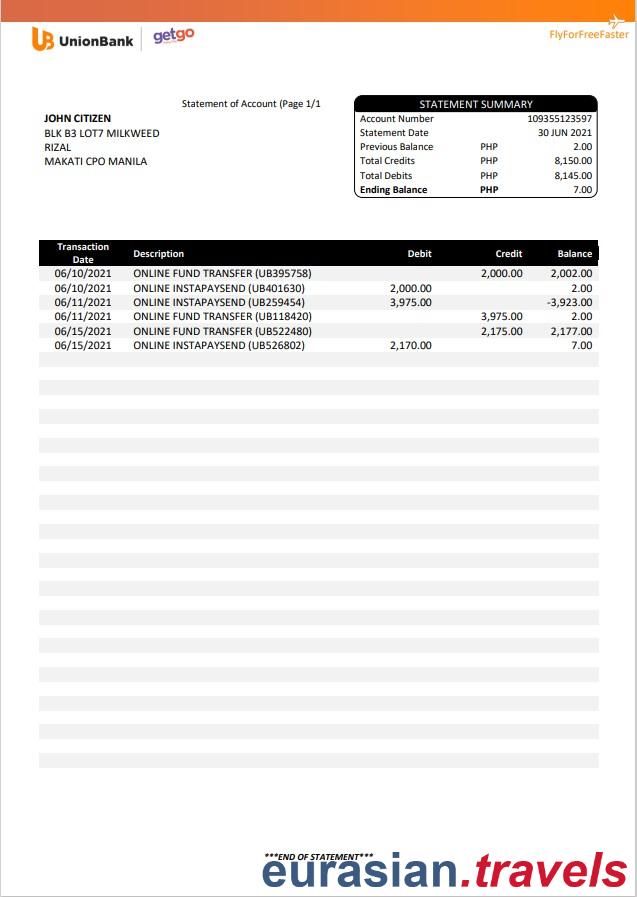 UB UnionBank getgo
FlyForFreeFaster
Statement of Account (Page 1/1
JOHN CITIZEN
BLK B3 LOT7 MILKWEED
RIZAL
MAKATI CPO MANILA
STATEMENT SUMMARY
Account Number 109355123597
Statement Date 30 JUN 2021
Previous Balance PHP 2.00
Total Credits PHP 8,150.00
Total Debits PHP 8,145.00
Ending Balance PHP 7.00
Transaction Date Description Debit Credit Balance
06/10/2021 ONLINE FUND TRANSFER (UB395758) 2,000.00 2,002.00
06/10/2021 ONLINE INSTAPAYSEND (UB401630) 2,000.00 2.00
06/11/2021 ONLINE INSTAPAYSEND (UB259454) 3,975.00 -3,923.00
06/11/2021 ONLINE FUND TRANSFER (UB118420) 3,975.00 2.00
06/15/2021 ONLINE FUND TRANSFER (UB522480) 2,175.00 2,177.00
06/15/2021 ONLINE INSTAPAYSEND (UB526802) 2,170.00 7.00
***END OF STATEMENT***
eurasian.travels